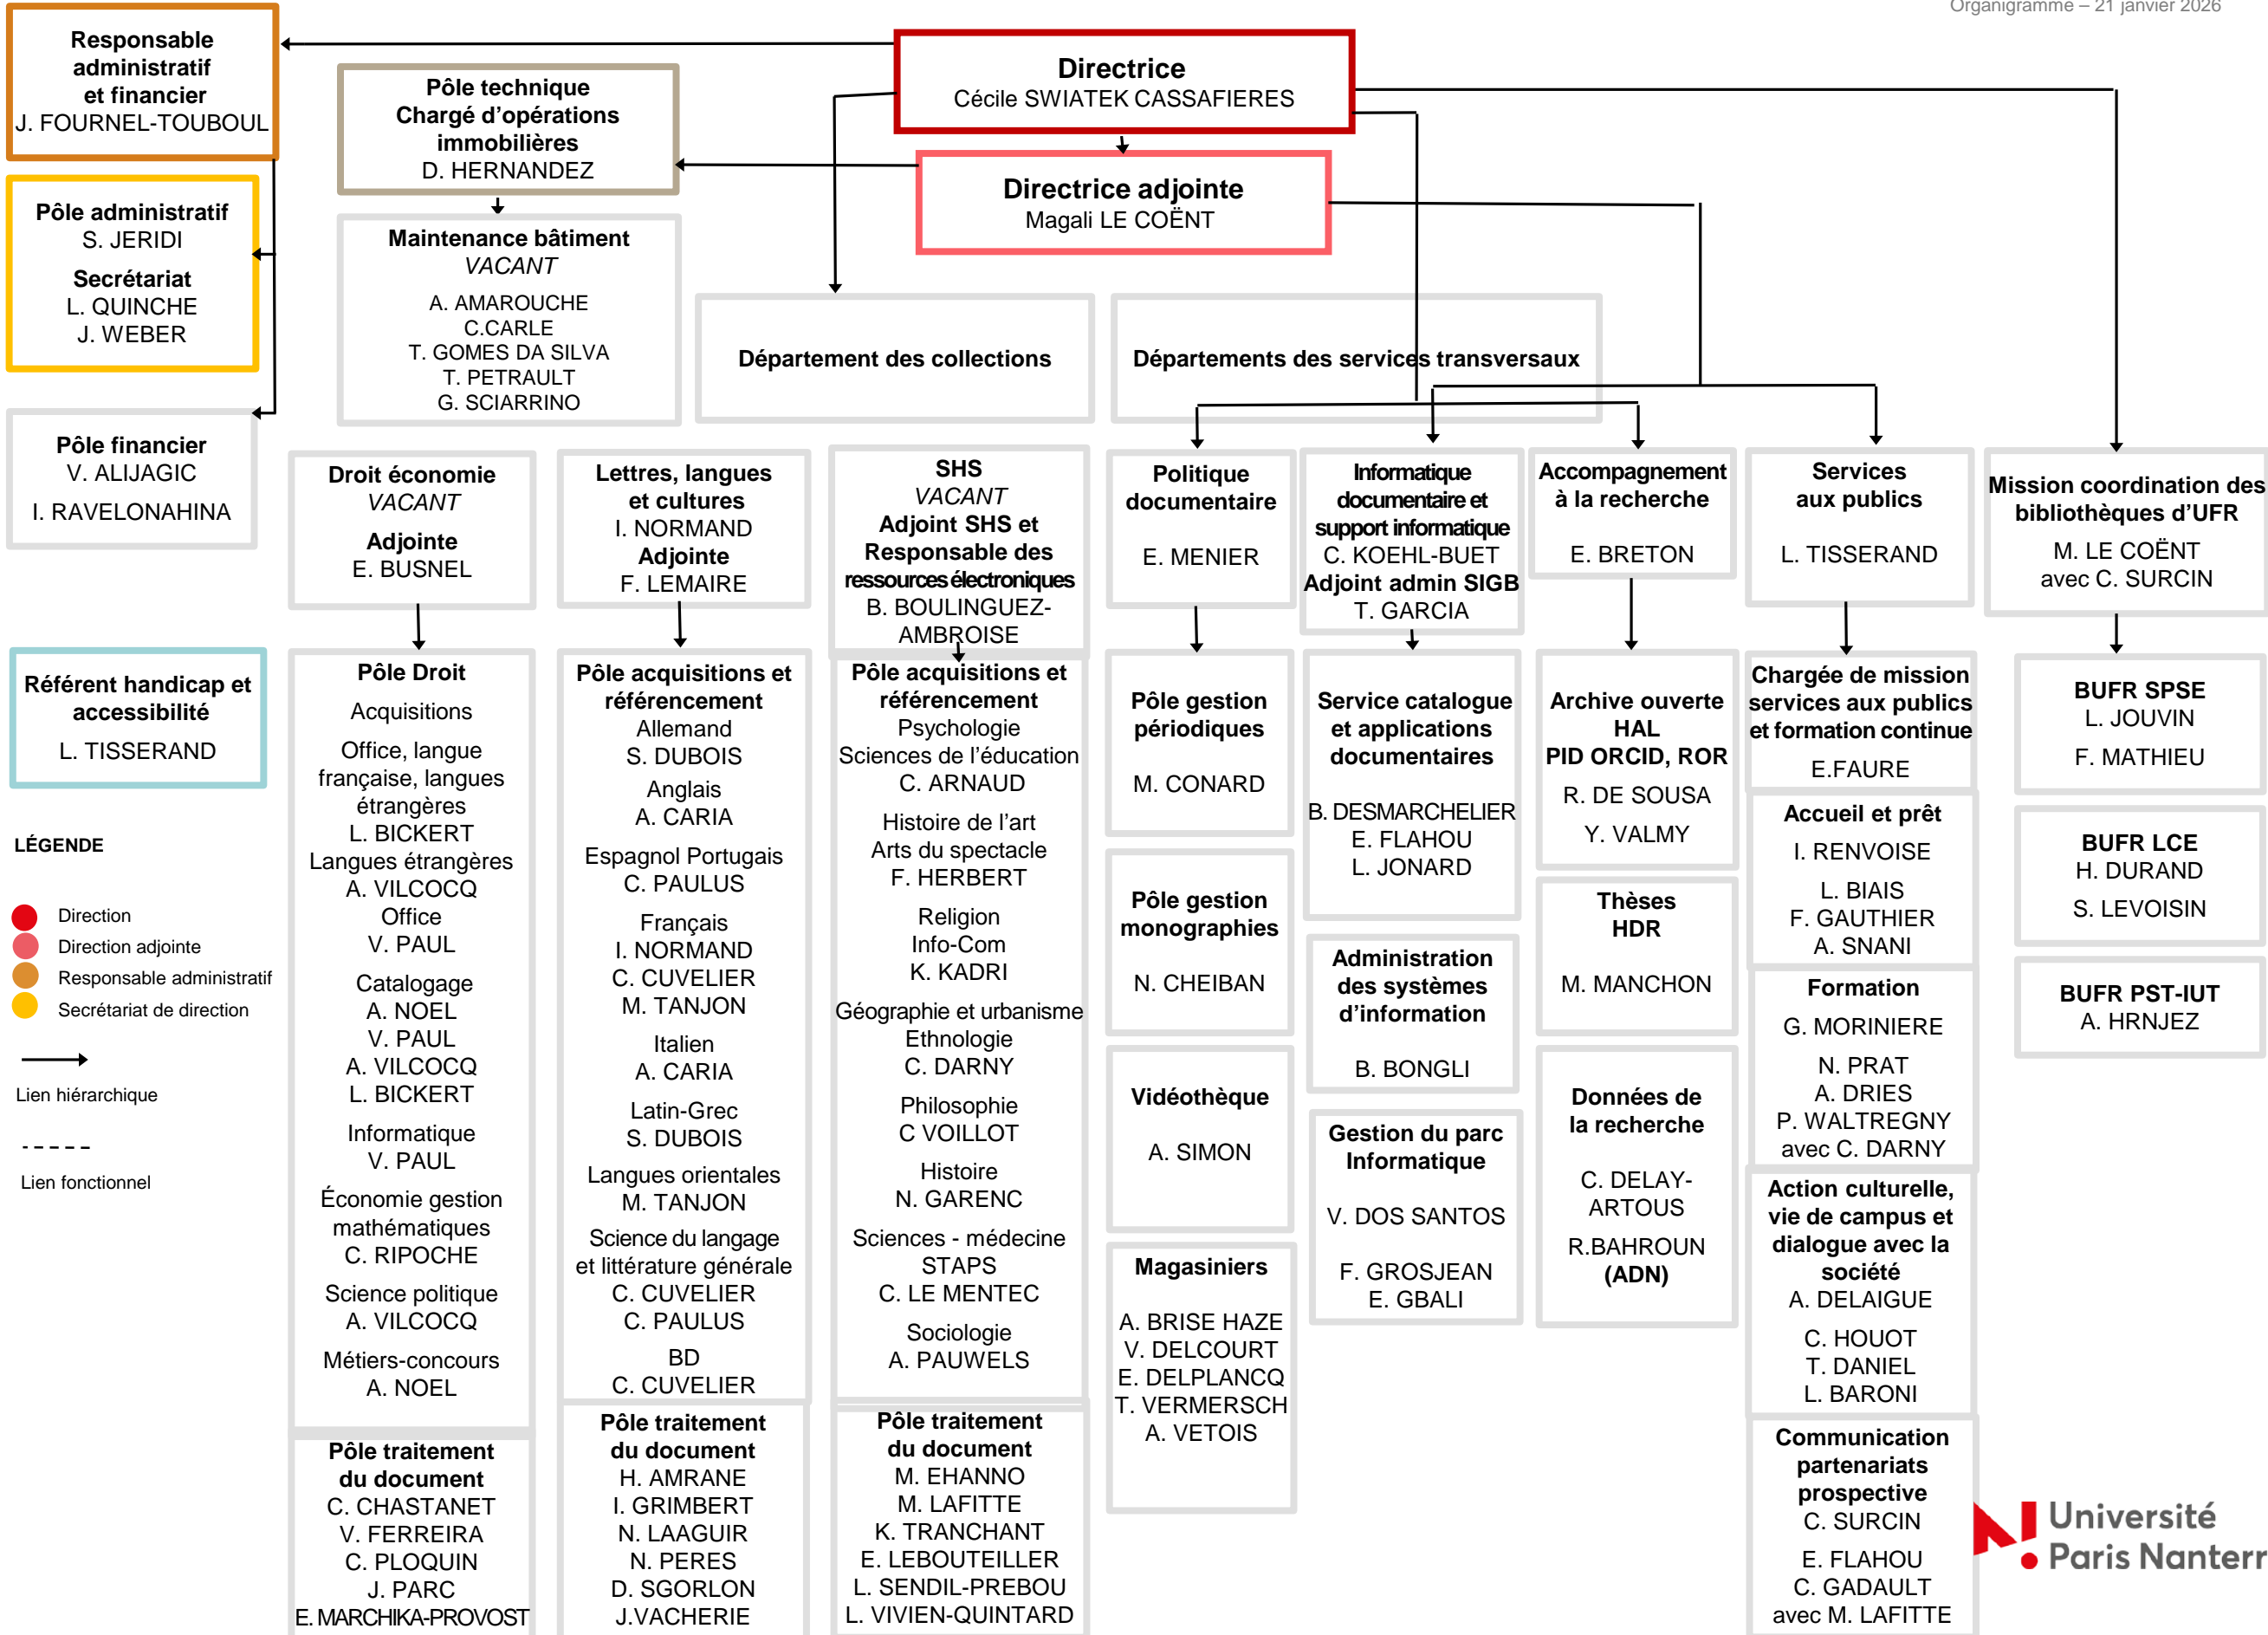 Organigramme – 21 janvier 2026
Responsable
administratif
et financier
J. FOURNEL-TOUBOUL
Pôle technique
Chargé d'opérations
immobilières
D. HERNANDEZ
Directrice
Cécile SWIATEK CASSAFIERES
Directrice adjointe
Magali LE COËNT
Pôle administratif
S. JERIDI
Secrétariat
L. QUINCHE
J. WEBER
Maintenance bâtiment
VACANT
A. AMAROUCHE
C.CARLE
T. GOMES DA SILVA
T. PETRAULT
G. SCIARRINO
Département des collections
Départements des services transversaux
Pôle financier
V. ALIJAGIC
I. RAVELONAHINA
Droit économie
VACANT
Adjointe
E. BUSNEL
Lettres, langues
et cultures
I. NORMAND
Adjointe
F. LEMAIRE
SHS
VACANT
Adjoint SHS et
Responsable des
ressources électroniques
B. BOULINGUEZ-
AMBROISE
Politique
documentaire
E. MENIER
Informatique
documentaire et
support informatique
C. KOEHL-BUET
Adjoint admin SIGB
T. GARCIA
Accompagnement
à la recherche
E. BRETON
Services
aux publics
L. TISSERAND
Mission coordination des
bibliothèques d'UFR
M. LE COËNT
avec C. SURCIN
Référent handicap et
accessibilité
L. TISSERAND
LÉGENDE
Direction
Direction adjointe
Responsable administratif
Secrétariat de direction
Lien hiérarchique
Lien fonctionnel
Pôle Droit
Acquisitions
Office, langue
française, langues
étrangères
L. BICKERT
Langues étrangères
A. VILCOCQ
Office
V. PAUL
Catalogage
A. NOEL
V. PAUL
A. VILCOCQ
L. BICKERT
Informatique
V. PAUL
Économie gestion
mathématiques
C. RIPOCHE
Science politique
A. VILCOCQ
Métiers-concours
A. NOEL
Pôle traitement
du document
C. CHASTANET
V. FERREIRA
C. PLOQUIN
J. PARC
E. MARCHIKA-PROVOST
Pôle acquisitions et
référencement
Allemand
S. DUBOIS
Anglais
A. CARIA
Espagnol Portugais
C. PAULUS
Français
I. NORMAND
C. CUVELIER
M. TANJON
Italien
A. CARIA
Latin-Grec
S. DUBOIS
Langues orientales
M. TANJON
Science du langage
et littérature générale
C. CUVELIER
C. PAULUS
BD
C. CUVELIER
Pôle traitement
du document
H. AMRANE
I. GRIMBERT
N. LAAGUIR
N. PERES
D. SGORLON
J.VACHERIE
Pôle acquisitions et
référencement
Psychologie
Sciences de l'éducation
C. ARNAUD
Histoire de l'art
Arts du spectacle
F. HERBERT
Religion
Info-Com
K. KADRI
Géographie et urbanisme
Ethnologie
C. DARNY
Philosophie
C VOILLOT
Histoire
N. GARENC
Sciences - médecine
STAPS
C. LE MENTEC
Sociologie
A. PAUWELS
Pôle traitement
du document
M. EHANNO
M. LAFITTE
K. TRANCHANT
E. LEBOUTEILLER
L. SENDIL-PREBOU
L. VIVIEN-QUINTARD
Pôle gestion
périodiques
M. CONARD
Pôle gestion
monographies
N. CHEIBAN
Vidéothèque
A. SIMON
Magasiniers
A. BRISE HAZE
V. DELCOURT
E. DELPLANCQ
T. VERMERSCH
A. VETOIS
Service catalogue
et applications
documentaires
B. DESMARCHELIER
E. FLAHOU
L. JONARD
Administration
des systèmes
d'information
B. BONGLI
Gestion du parc
Informatique
V. DOS SANTOS
F. GROSJEAN
E. GBALI
Archive ouverte
HAL
PID ORCID, ROR
R. DE SOUSA
Y. VALMY
Thèses
HDR
M. MANCHON
Données de
la recherche
C. DELAY-
ARTOUS
R.BAHROUN
(ADN)
Chargée de mission
services aux publics
et formation continue
E.FAURE
Accueil et prêt
I. RENVOISE
L. BIAIS
F. GAUTHIER
A. SNANI
Formation
G. MORINIERE
N. PRAT
A. DRIES
P. WALTREGNY
avec C. DARNY
Action culturelle,
vie de campus et
dialogue avec la
société
A. DELAIGUE
C. HOUOT
T. DANIEL
L. BARONI
Communication
partenariats
prospective
C. SURCIN
E. FLAHOU
C. GADAULT
avec M. LAFITTE
BUFR SPSE
L. JOUVIN
F. MATHIEU
BUFR LCE
H. DURAND
S. LEVOISIN
BUFR PST-IUT
A. HRNJEZ
Université
Paris Nanterr